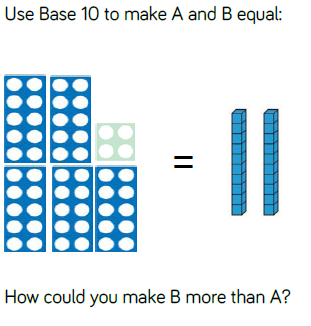 Use Base 10 to make A and B equal:
=
How could you make B more than A?